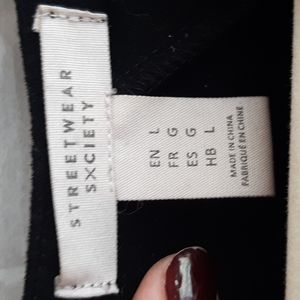 STREETWEAR
SXCIETY
EN L
FR G
ES G
HB L
MADE IN CHINA
FABRIQUÉ EN CHINE